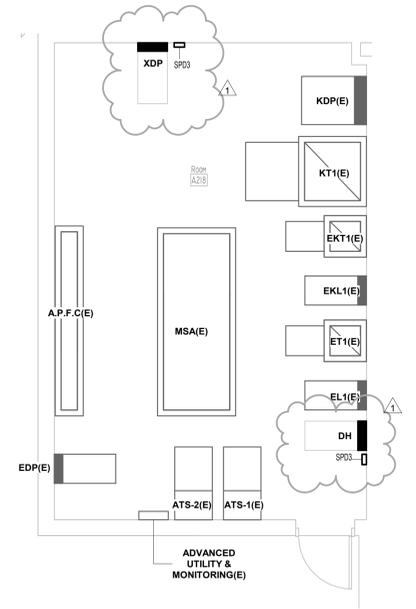 XDP
SPD3
1
KDP(E)
Room
A218
KT1(E)
EKT1(E)
EKL1(E)
A.P.F.C(E)
MSA(E)
ET1(E)
EL1(E)
1
DH
SPD3
EDP(E)
ATS-2(E)
ATS-1(E)
ADVANCED
UTILITY &
MONITORING(E)